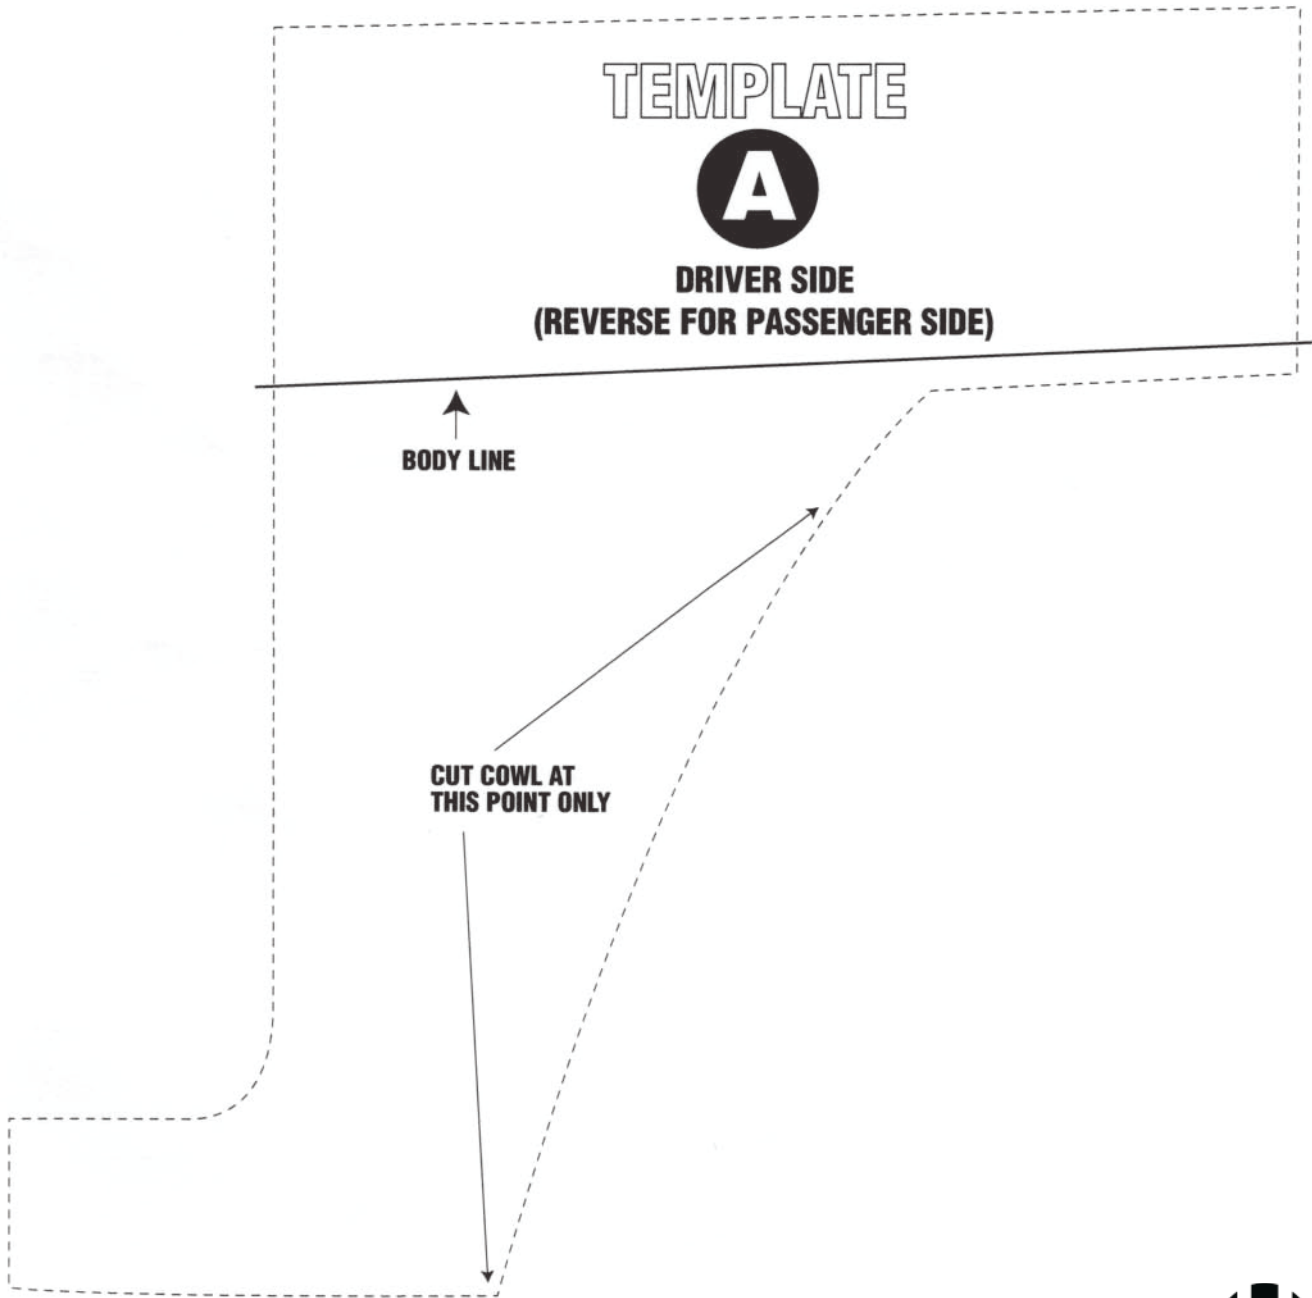 TEMPLATE
A
DRIVER SIDE
(REVERSE FOR PASSENGER SIDE)
BODY LINE
CUT COWL AT
THIS POINT ONLY